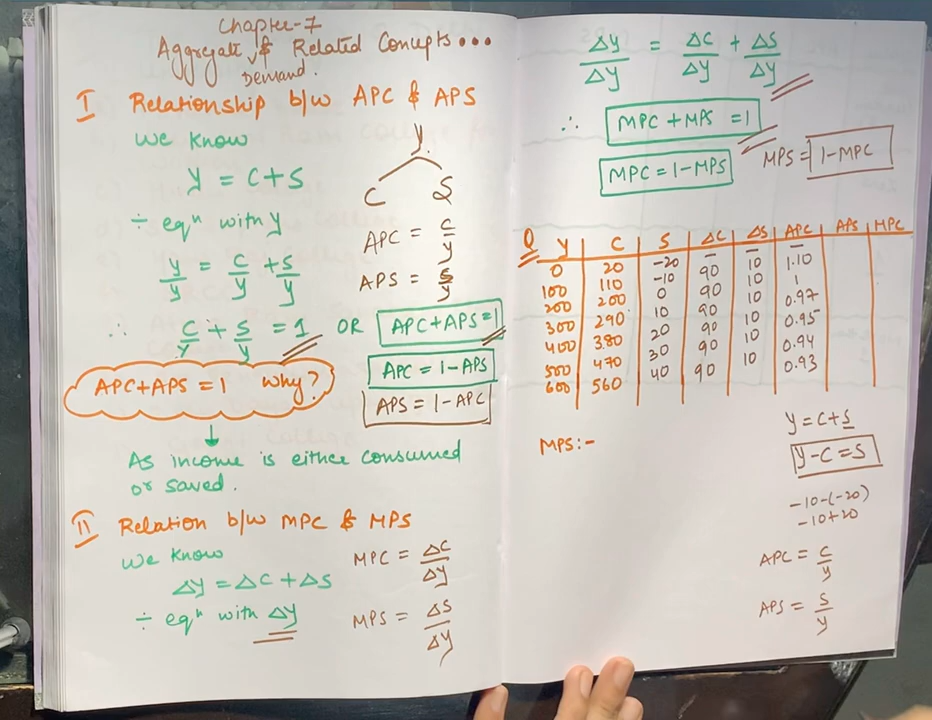 Chapter-7
Aggregate & Related Concepts...
Demand.
I Relationship b/w APC & APS
We know
y = C+S
÷ eqⁿ with y
y/y = C/y + S/y
∴ C/y + S/y = 1 OR APC+APS=1
y
C S
APC = C/y
APS = S/y
APC = 1-APS
APS = 1-APC
APC+APS =1 why?
↓
As income is either consumed
or saved.
II Relation b/w MPC & MPS
We know
Δy = ΔC + ΔS
÷ eqⁿ with Δy
MPC = ΔC/Δy
MPS = ΔS/Δy
Δy/Δy = ΔC/Δy + ΔS/Δy
∴ MPC + MPS = 1
MPC = 1-MPS
MPS = 1-MPC
Q Y C S ΔC ΔS APC APS MPC
0 20 -20 - - -
100 110 -10 90 10 1.10
200 200 0 90 10 1
300 290 10 90 10 0.97
400 380 20 90 10 0.95
500 470 30 90 10 0.94
600 560 40 90 10 0.93
MPS:-
y = C+S
y-C = S
-10-(-20)
-10+20
APC = C/y
APS = S/y